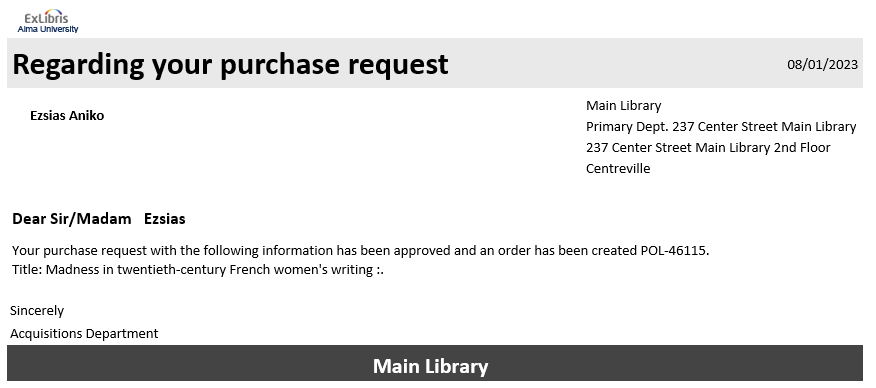 ExLibris
Alma University
Regarding your purchase request
08/01/2023
Ezsias Aniko
Main Library
Primary Dept. 237 Center Street Main Library
237 Center Street Main Library 2nd Floor
Centreville
Dear Sir/Madam Ezsias
Your purchase request with the following information has been approved and an order has been created POL-46115.
Title: Madness in twentieth-century French women's writing :.
Sincerely
Acquisitions Department
Main Library